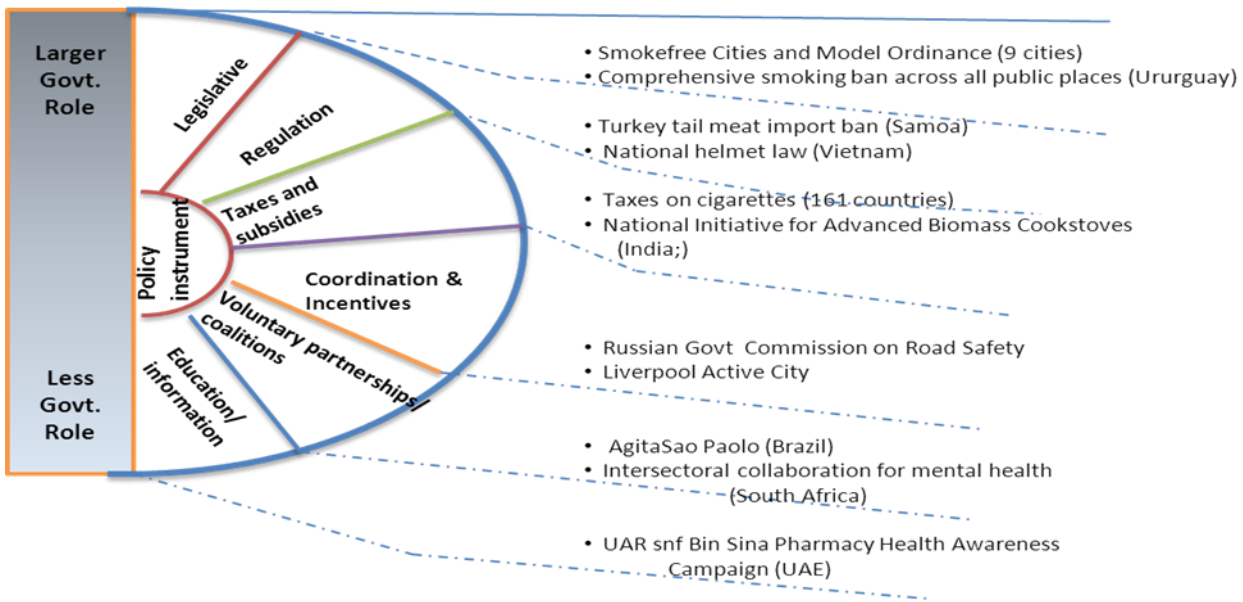 Larger
Govt.
Role
Less
Govt.
Role
Policy
instrument
Legislative
Regulation
Taxes and
subsidies
Coordination &
Incentives
Voluntary partnerships/
coalitions
Education/
information
• Smokefree Cities and Model Ordinance (9 cities)
• Comprehensive smoking ban across all public places (Ururguay)
• Turkey tail meat import ban (Samoa)
• National helmet law (Vietnam)
• Taxes on cigarettes (161 countries)
• National Initiative for Advanced Biomass Cookstoves
(India;)
• Russian Govt Commission on Road Safety
• Liverpool Active City
• AgitaSao Paolo (Brazil)
• Intersectoral collaboration for mental health
(South Africa)
• UAR snf Bin Sina Pharmacy Health Awareness
Campaign (UAE)